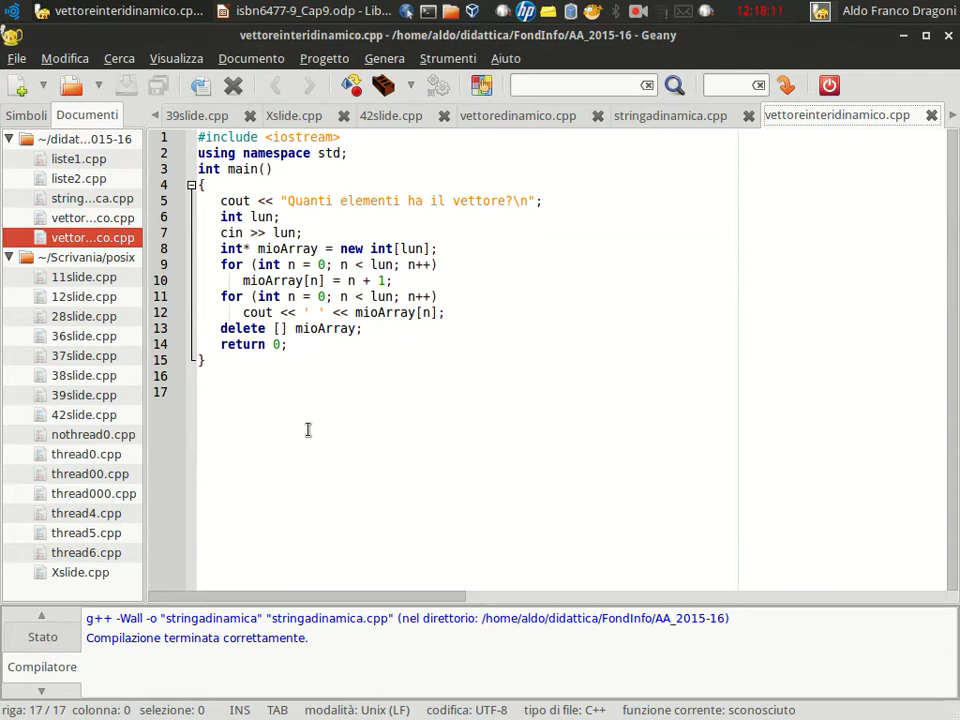 vettoreinteridinamico.cpp - /home...
isbn6477-9_Cap9.odp - Lib...
12:18:11
Aldo Franco Dragoni
vettoreinteridinamico.cpp - /home/aldo/didattica/FondInfo/AA_2015-16 - Geany
File Modifica Cerca Visualizza Documento Progetto Genera Strumenti Aiuto
Simboli Documenti
39slide.cpp Xslide.cpp 42slide.cpp vettoredinamico.cpp stringadinamica.cpp vettoreinteridinamico.cpp
~/didat...015-16
liste1.cpp
liste2.cpp
string...ca.cpp
vettor...co.cpp
vettor...co.cpp
~/Scrivania/posix
11slide.cpp
12slide.cpp
28slide.cpp
36slide.cpp
37slide.cpp
38slide.cpp
39slide.cpp
42slide.cpp
nothread0.cpp
thread0.cpp
thread00.cpp
thread000.cpp
thread4.cpp
thread5.cpp
thread6.cpp
Xslide.cpp
1 #include <iostream>
2 using namespace std;
3 int main()
4 {
5 cout << "Quanti elementi ha il vettore?\n";
6 int lun;
7 cin >> lun;
8 int* mioArray = new int[lun];
9 for (int n = 0; n < lun; n++)
10 mioArray[n] = n + 1;
11 for (int n = 0; n < lun; n++)
12 cout << ' ' << mioArray[n];
13 delete [] mioArray;
14 return 0;
15 }
16
17
Stato
Compilatore
g++ -Wall -o "stringadinamica" "stringadinamica.cpp" (nel direttorio: /home/aldo/didattica/FondInfo/AA_2015-16)
Compilazione terminata correttamente.
riga: 17 / 17 colonna: 0 selezione: 0 INS TAB modalità: Unix (LF) codifica: UTF-8 tipo di file: C++ funzione corrente: sconosciuto